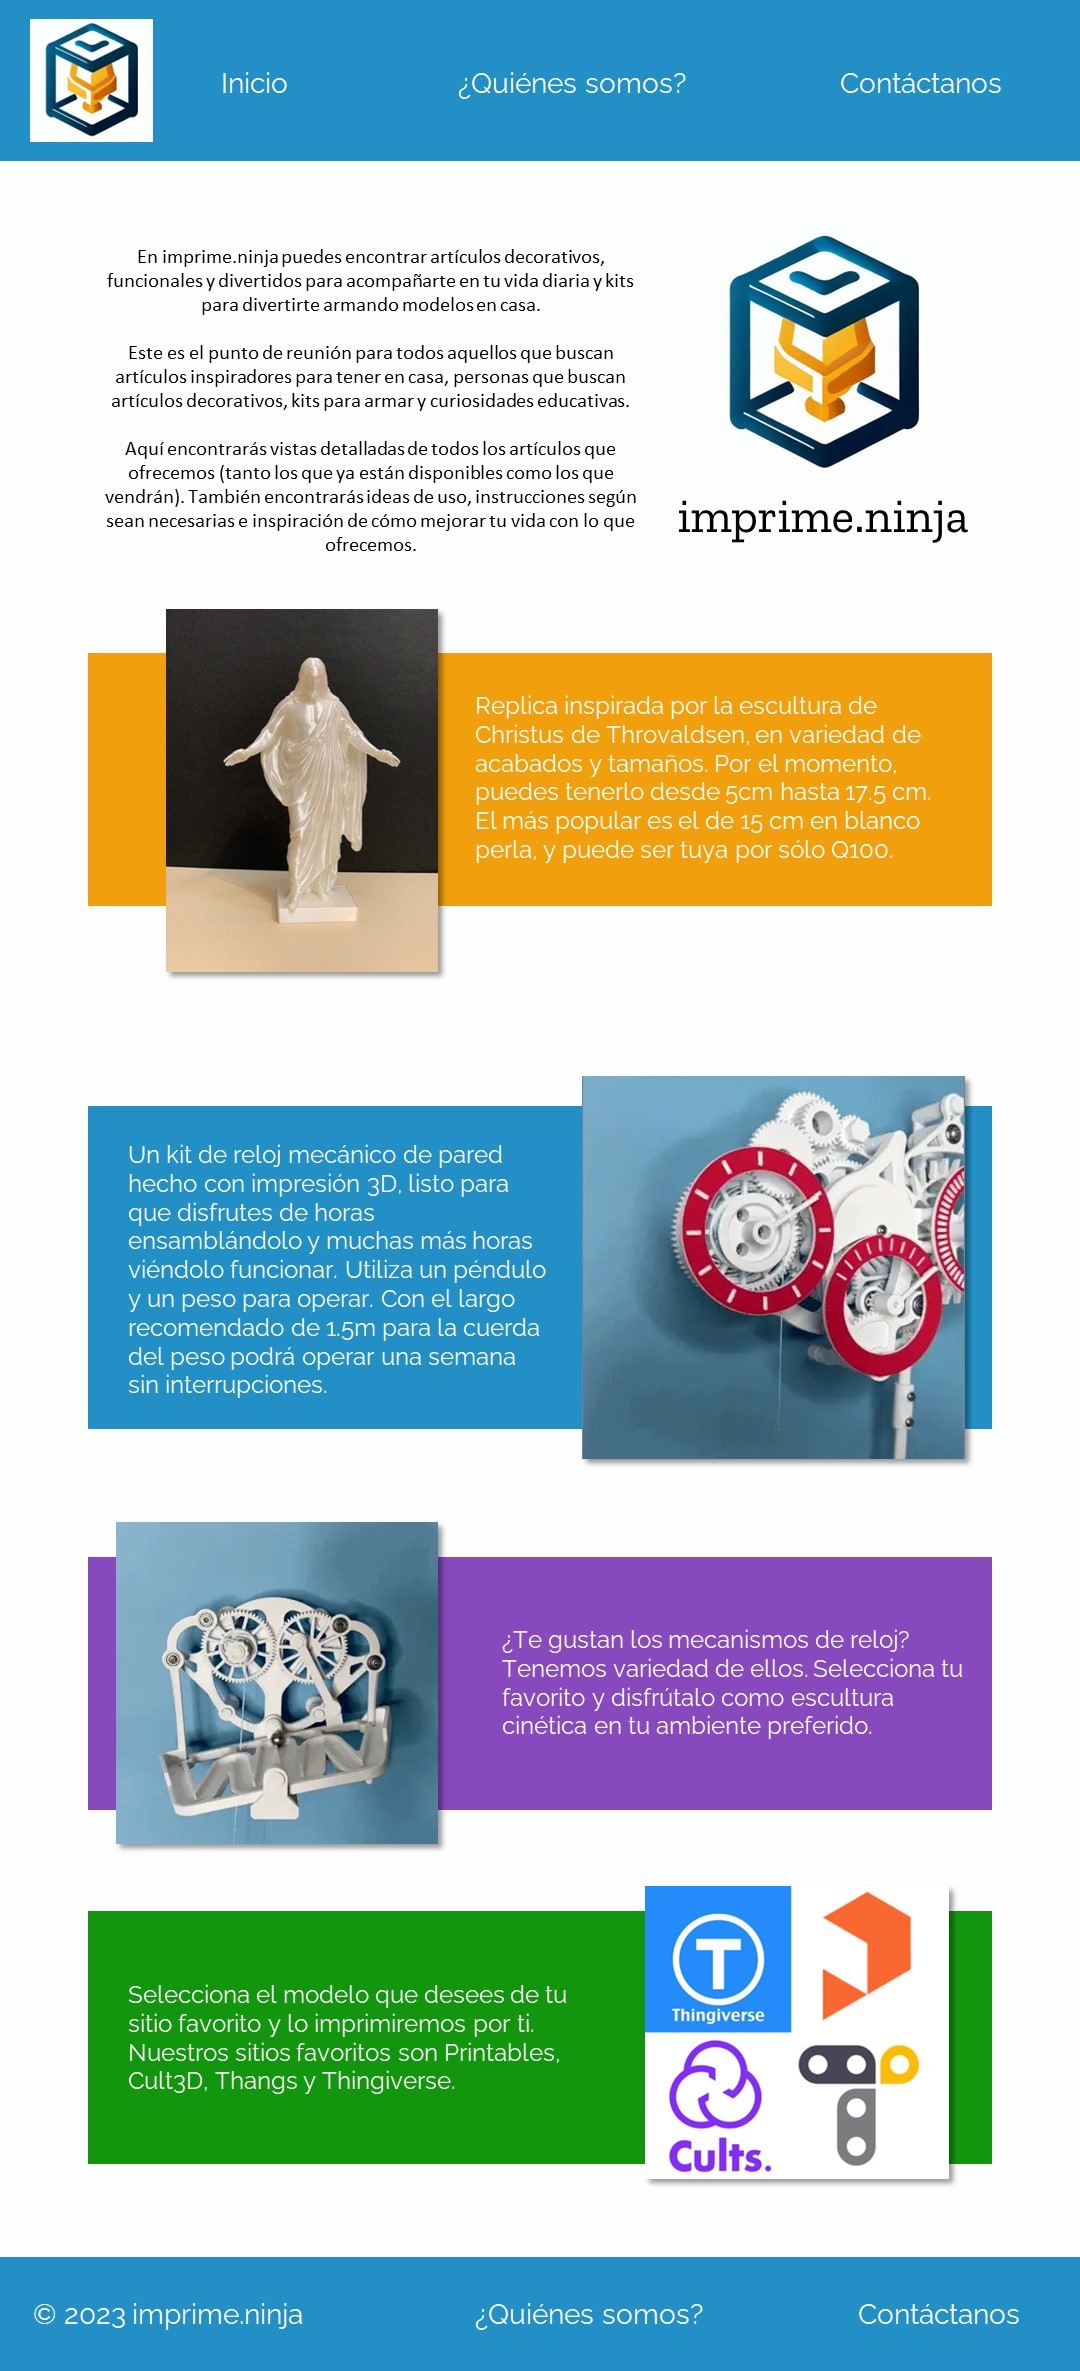 Inicio
¿Quiénes somos?
Contáctanos
En imprime.ninja puedes encontrar artículos decorativos,
funcionales y divertidos para acompañarte en tu vida diaria y kits
para divertirte armando modelos en casa.
Este es el punto de reunión para todos aquellos que buscan
artículos inspiradores para tener en casa, personas que buscan
artículos decorativos, kits para armar y curiosidades educativas.
Aquí encontrarás vistas detalladas de todos los artículos que
ofrecemos (tanto los que ya están disponibles como los que
vendrán). También encontrarás ideas de uso, instrucciones según
sean necesarias e inspiración de cómo mejorar tu vida con lo que
ofrecemos.
imprime.ninja
Replica inspirada por la escultura de
Christus de Throvaldsen, en variedad de
acabados y tamaños. Por el momento,
puedes tenerlo desde 5cm hasta 17.5 cm.
El más popular es el de 15 cm en blanco
perla, y puede ser tuya por sólo Q100.
Un kit de reloj mecánico de pared
hecho con impresión 3D, listo para
que disfrutes de horas
ensamblándolo y muchas más horas
viéndolo funcionar. Utiliza un péndulo
y un peso para operar. Con el largo
recomendado de 1.5m para la cuerda
del peso podrá operar una semana
sin interrupciones.
¿Te gustan los mecanismos de reloj?
Tenemos variedad de ellos. Selecciona tu
favorito y disfrútalo como escultura
cinética en tu ambiente preferido.
Selecciona el modelo que desees de tu
sitio favorito y lo imprimiremos por ti.
Nuestros sitios favoritos son Printables,
Cult3D, Thangs y Thingiverse.
T
Thingiverse
Cults.
© 2023 imprime.ninja
¿Quiénes somos?
Contáctanos